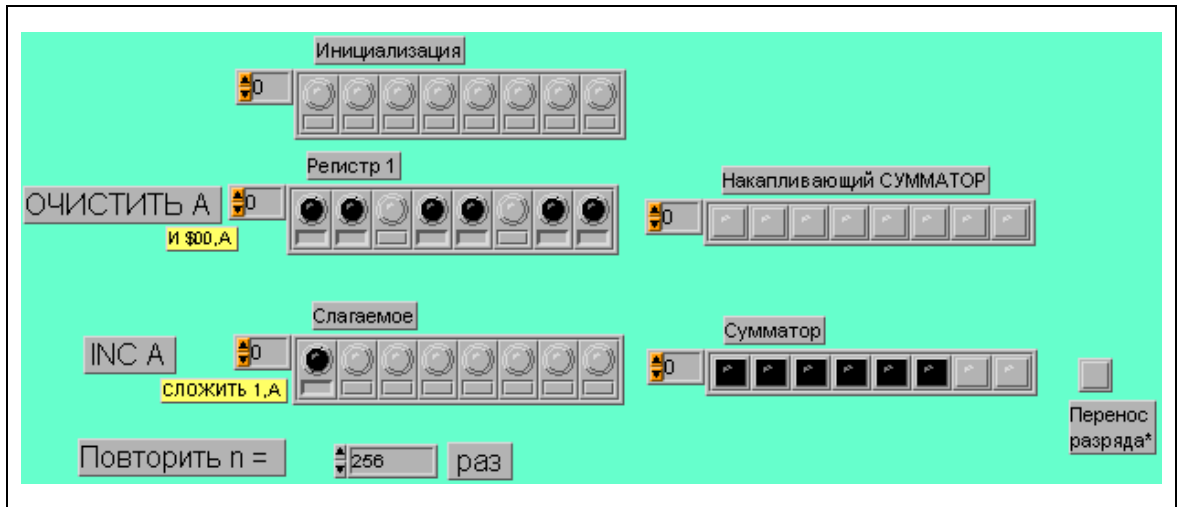 Инициализация
0
Регистр 1
ОЧИСТИТЬ А
0
Накапливающий СУММАТОР
0
И $00,А
Слагаемое
INC A
0
Сумматор
0
СЛОЖИТЬ 1,А
Перенос
разряда*
Повторить n =
256
раз